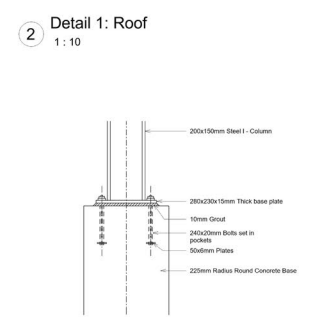 2
Detail 1: Roof
1 : 10
200x150mm Steel I - Column
280x230x15mm Thick base plate
10mm Grout
240x20mm Bolts set in
pockets
50x6mm Plates
225mm Radius Round Concrete Base